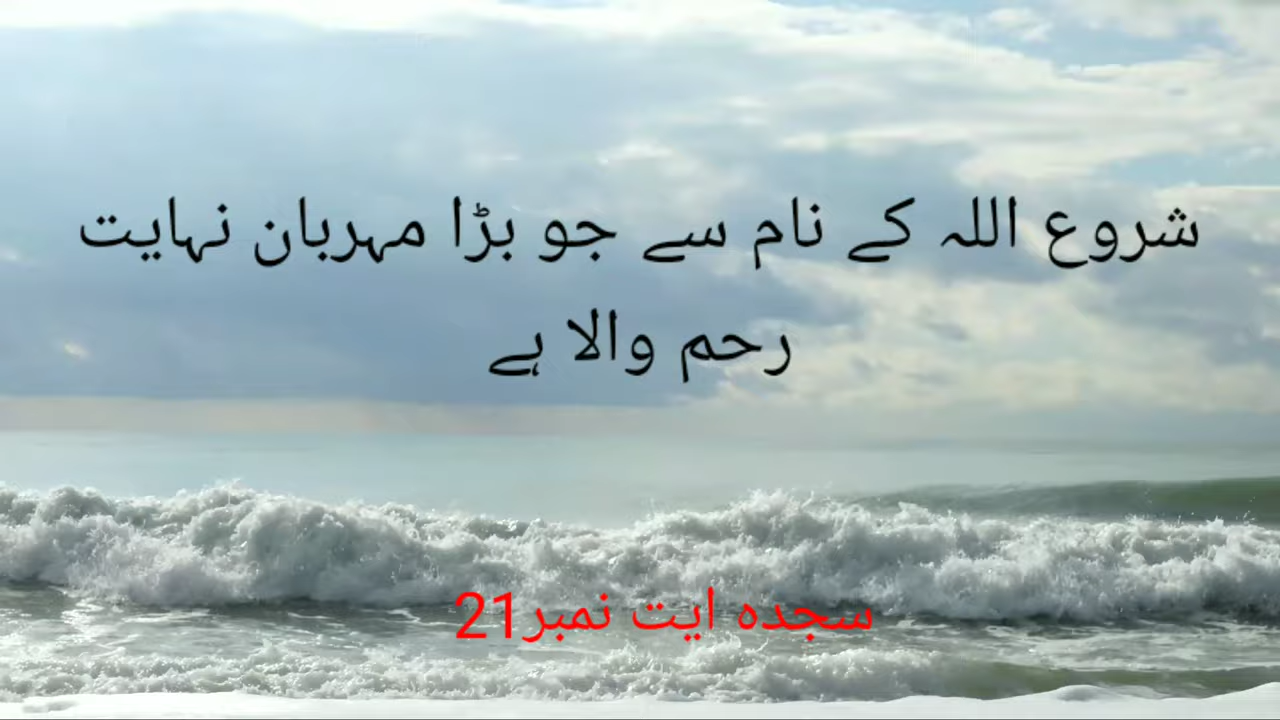 شروع اللہ کے نام سے جو بڑا مہربان نہایت
رحم والا ہے
سجدہ ایت نمبر21